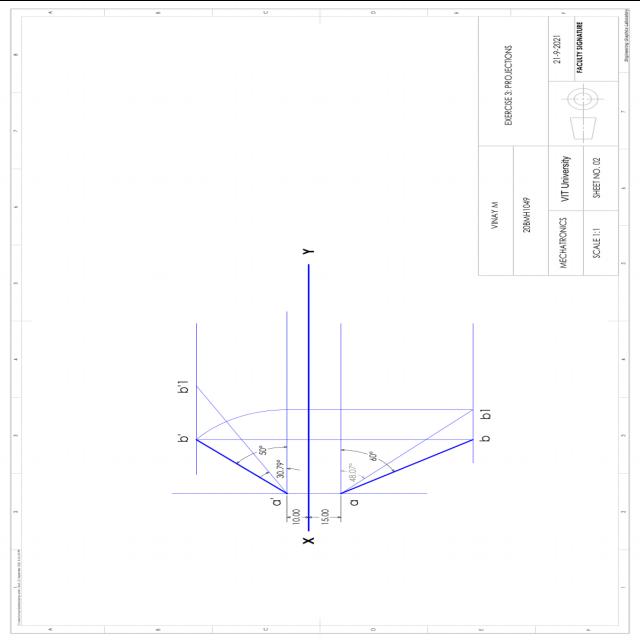 Engineering Graphics Laboratory
EXERCISE 3: PROJECTIONS
21-9-2021
FACULTY SIGNATURE
VINAY M
20BMH1049
MECHATRONICS
VIT University
SCALE 1:1
SHEET NO. 02
X
Y
b'
b'1
a'
50°
30.79°
10.00
15.00
a
48.07°
60°
b
b1